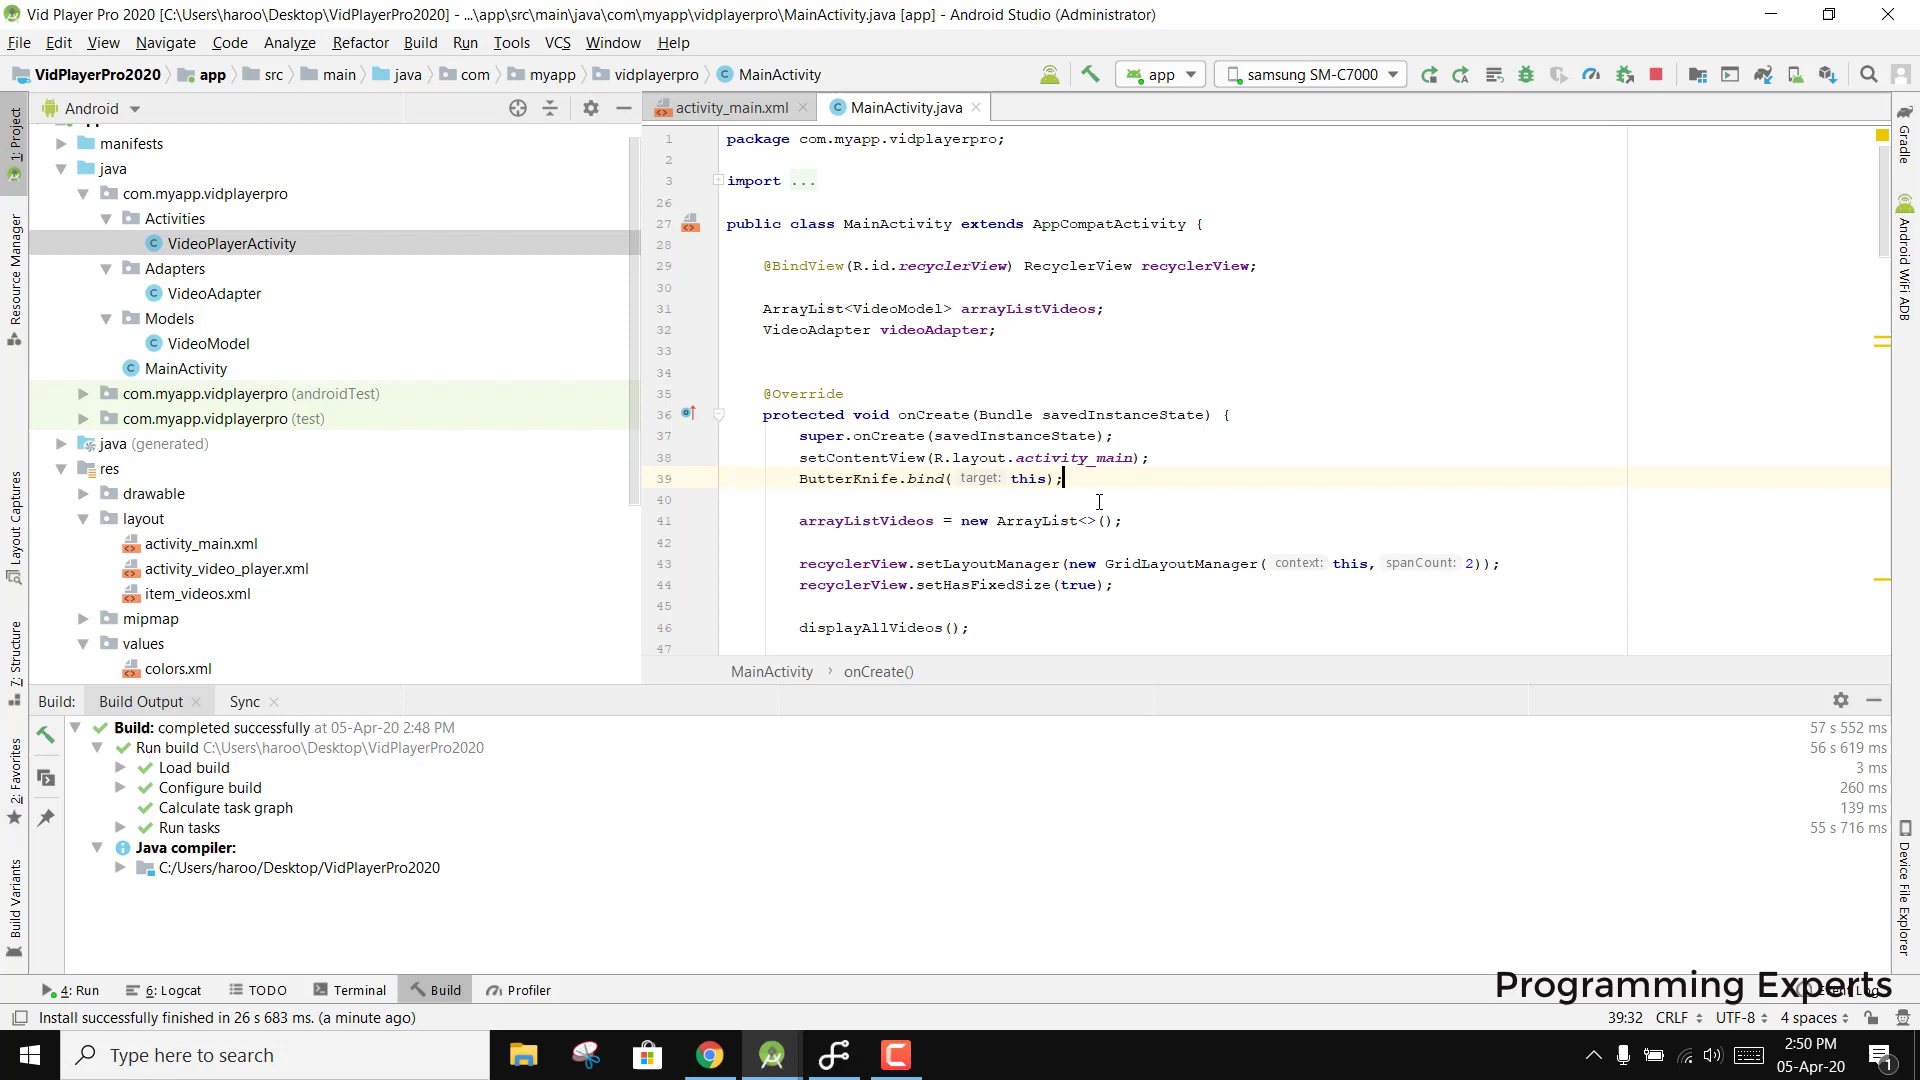 Vid Player Pro 2020 [C:\Users\haroo\Desktop\VidPlayerPro2020] - ...\app\src\main\java\com\myapp\vidplayerpro\MainActivity.java [app] - Android Studio (Administrator)
File Edit View Navigate Code Analyze Refactor Build Run Tools VCS Window Help
VidPlayerPro2020 app src main java com myapp vidplayerpro MainActivity app samsung SM-C7000
Android activity_main.xml MainActivity.java
manifests
java
com.myapp.vidplayerpro
Activities
VideoPlayerActivity
Adapters
VideoAdapter
Models
VideoModel
MainActivity
com.myapp.vidplayerpro (androidTest)
com.myapp.vidplayerpro (test)
java (generated)
res
drawable
layout
activity_main.xml
activity_video_player.xml
item_videos.xml
mipmap
values
colors.xml
1: Project
Resource Manager
Layout Captures
7: Structure
2: Favorites
Build Variants
1 package com.myapp.vidplayerpro;
2
3 import ...
26
27 public class MainActivity extends AppCompatActivity {
28
29 @BindView(R.id.recyclerView) RecyclerView recyclerView;
30
31 ArrayList<VideoModel> arrayListVideos;
32 VideoAdapter videoAdapter;
33
34
35 @Override
36 protected void onCreate(Bundle savedInstanceState) {
37 super.onCreate(savedInstanceState);
38 setContentView(R.layout.activity_main);
39 ButterKnife.bind( target: this);
40
41 arrayListVideos = new ArrayList<>();
42
43 recyclerView.setLayoutManager(new GridLayoutManager( context: this, spanCount: 2));
44 recyclerView.setHasFixedSize(true);
45
46 displayAllVideos();
47
MainActivity › onCreate()
Gradle
Android WiFi ADB
Device File Explorer
Build: Build Output Sync
Build: completed successfully at 05-Apr-20 2:48 PM 57 s 552 ms
Run build C:\Users\haroo\Desktop\VidPlayerPro2020 56 s 619 ms
Load build 3 ms
Configure build 260 ms
Calculate task graph 139 ms
Run tasks 55 s 716 ms
Java compiler:
C:/Users/haroo/Desktop/VidPlayerPro2020
4: Run 6: Logcat TODO Terminal Build Profiler
Programming Experts
Install successfully finished in 26 s 683 ms. (a minute ago) 39:32 CRLF UTF-8 4 spaces
Type here to search
2:50 PM
05-Apr-20
1